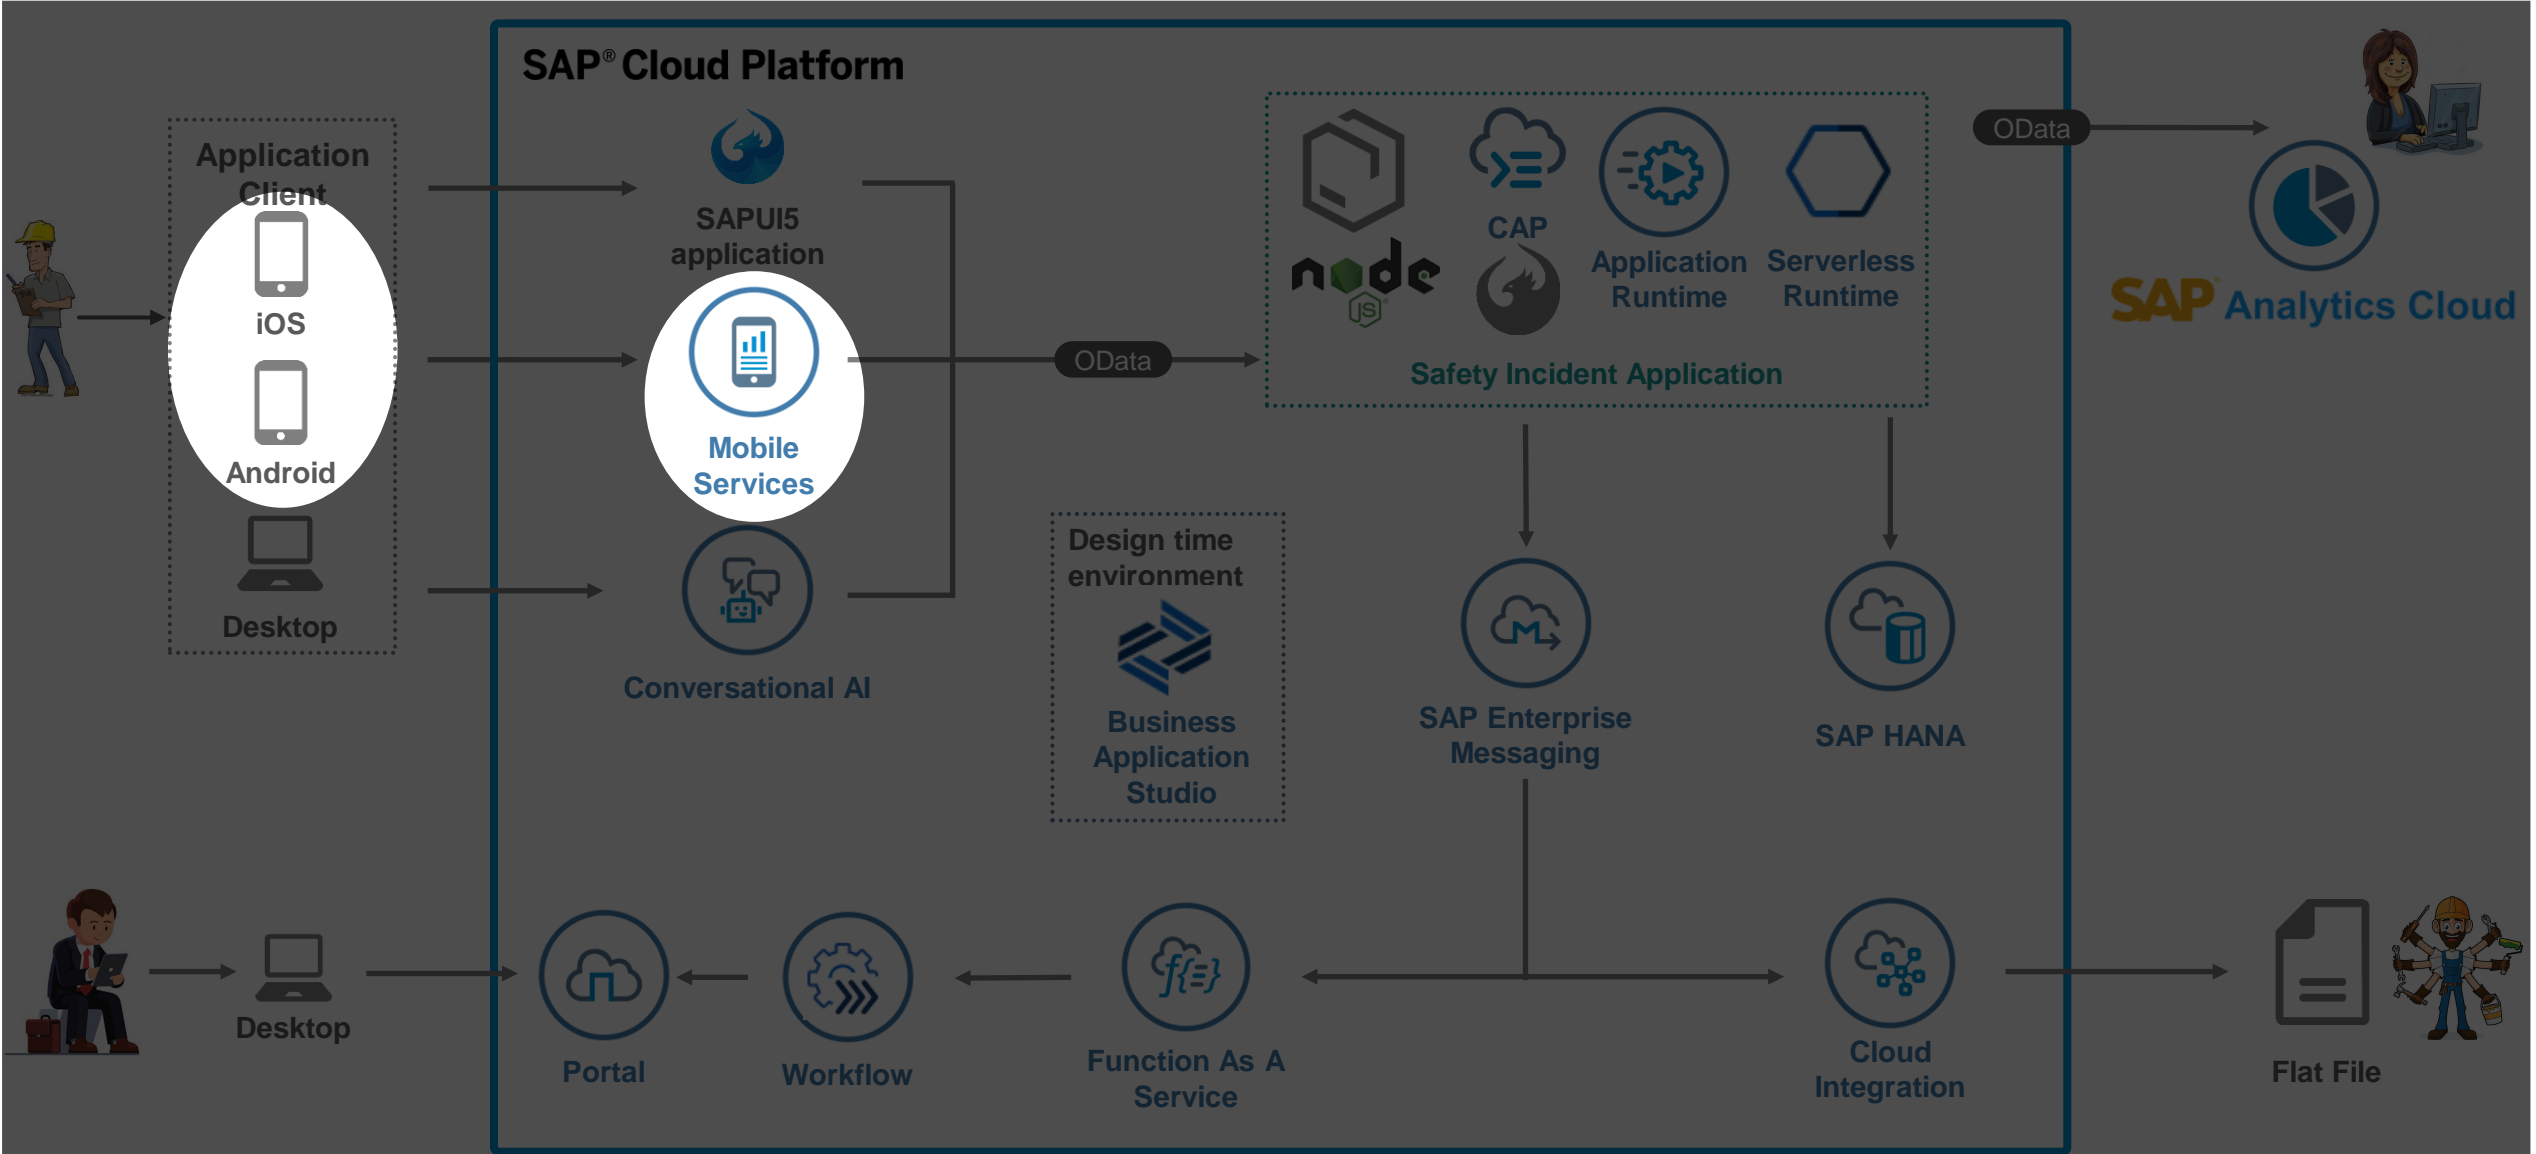 SAP® Cloud Platform
Application
Client
iOS
Android
Desktop
SAPUI5
application
Mobile
Services
Conversational AI
OData
node
JS
CAP
Application
Runtime
Serverless
Runtime
Safety Incident Application
OData
SAP Analytics Cloud
Design time
environment
Business
Application
Studio
SAP Enterprise
Messaging
SAP HANA
Desktop
Portal
Workflow
f{=}
Function As A
Service
Cloud
Integration
Flat File